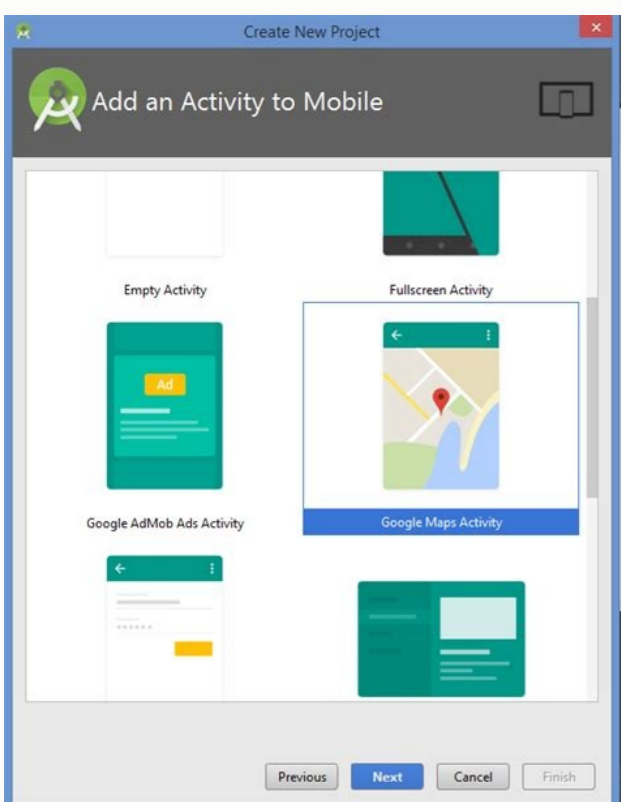 Create New Project
Add an Activity to Mobile
Empty Activity
Fullscreen Activity
Ad
Google AdMob Ads Activity
Google Maps Activity
Previous
Next
Cancel
Finish